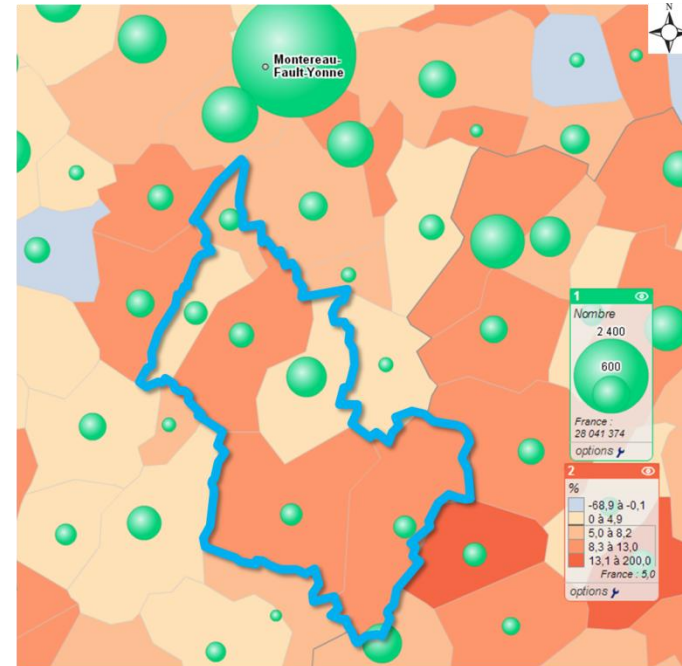 N
Montereau-
Fault-Yonne
1
Nombre
2 400
600
France :
28 041 374
options
2
%
-68,9 à -0,1
0 à 4,9
5,0 à 8,2
8,3 à 13,0
13,1 à 200,0
France : 5,0
options